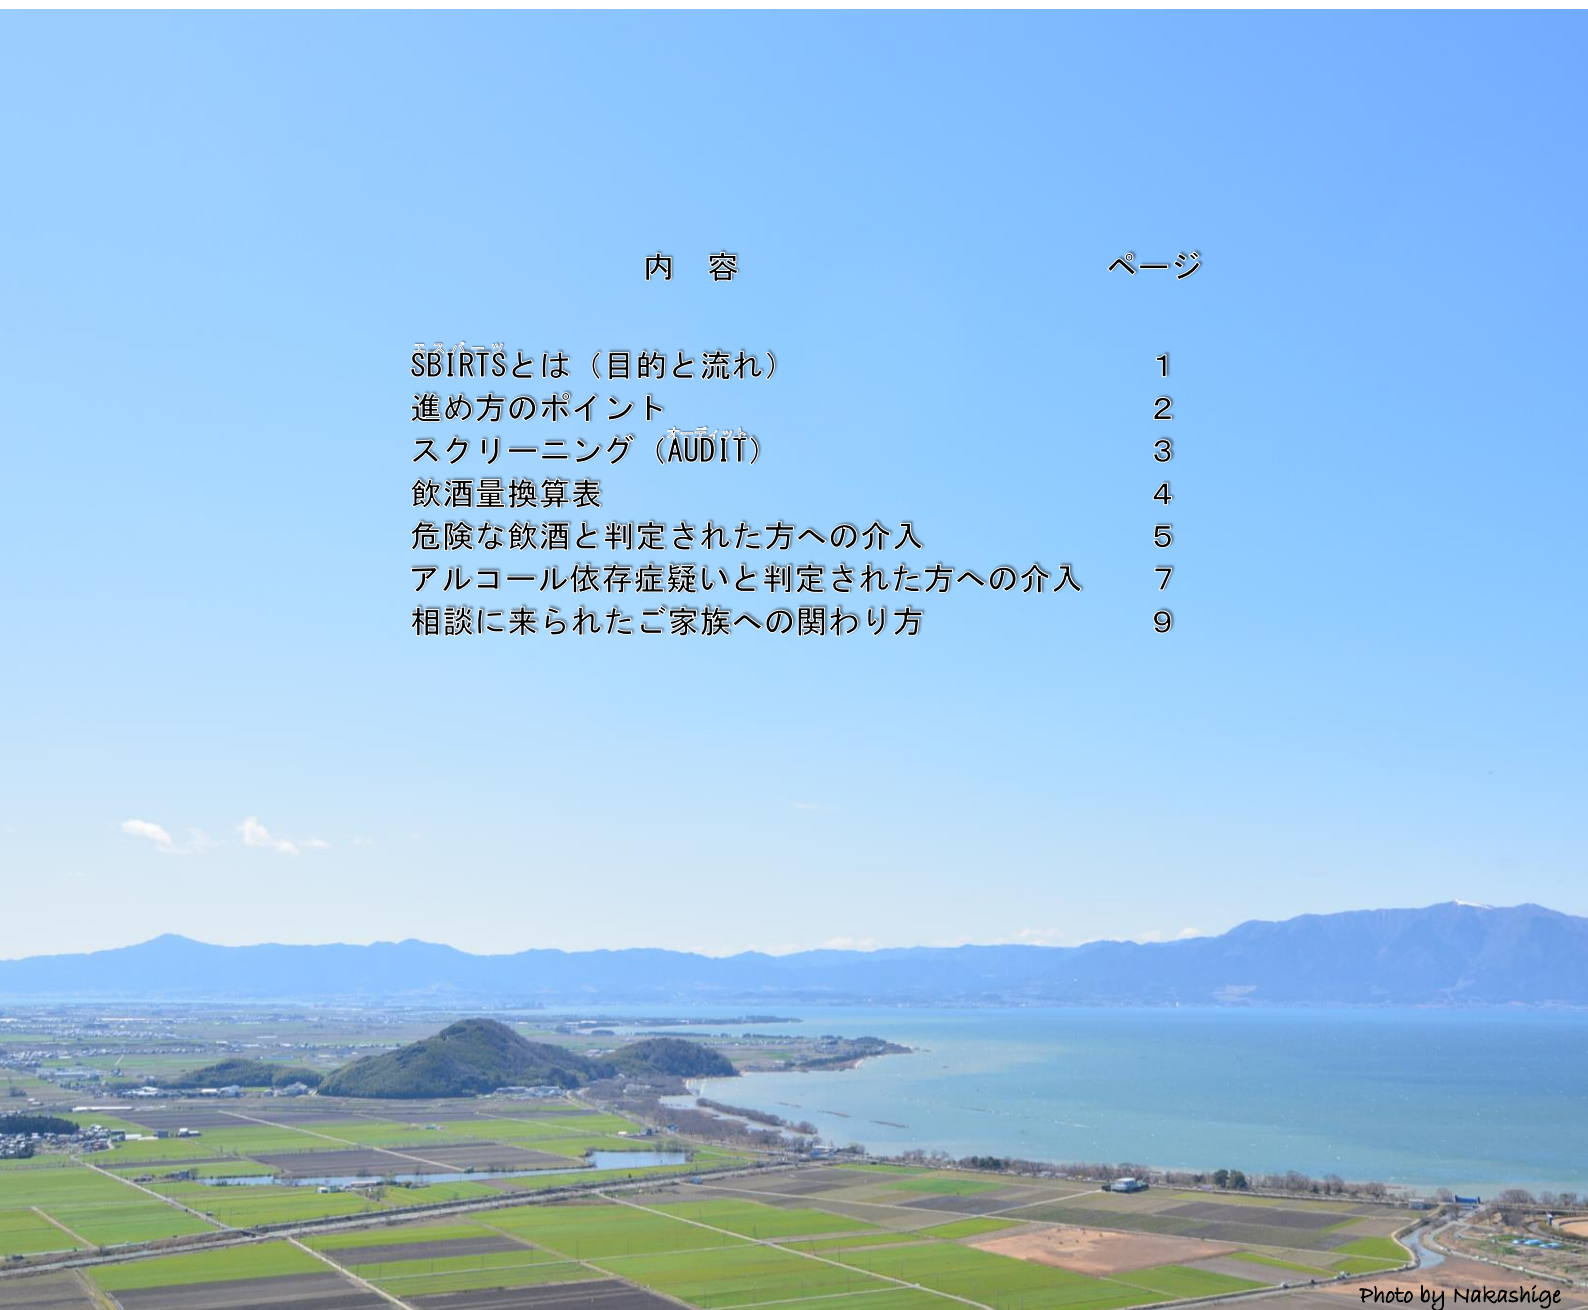 内　容　ページ
エスバーツ
SBIRTSとは（目的と流れ）　1
進め方のポイント　2
オーディット
スクリーニング（AUDIT）　3
飲酒量換算表　4
危険な飲酒と判定された方への介入　5
アルコール依存症疑いと判定された方への介入　7
相談に来られたご家族への関わり方　9
Photo by Nakashige